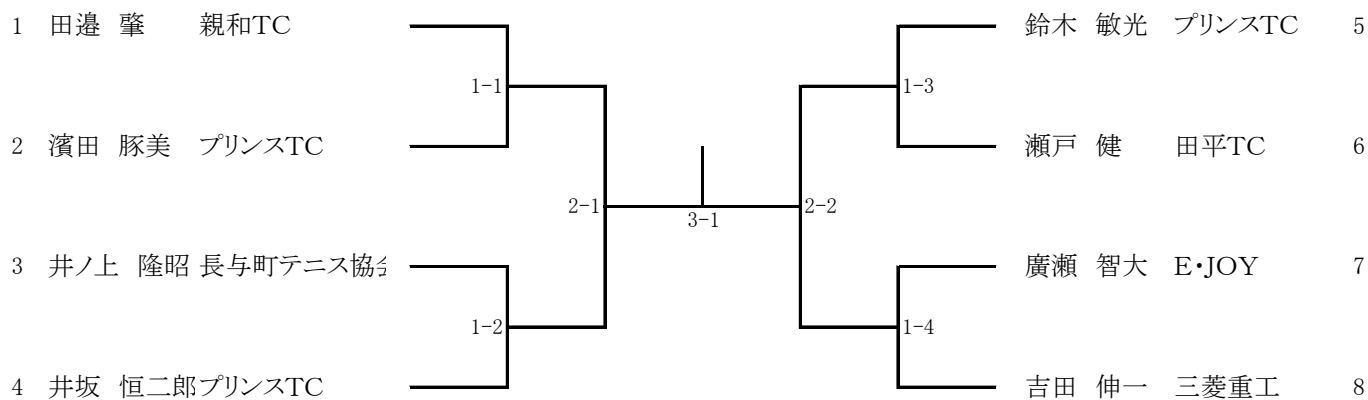 1 田邉 肇 親和TC
鈴木 敏光 プリンスTC 5
1-1
1-3
2 濱田 豚美 プリンスTC
瀬戸 健 田平TC 6
2-1
3-1
2-2
3 井ノ上 隆昭 長与町テニス協会
廣瀬 智大 E・JOY 7
1-2
1-4
4 井坂 恒二郎プリンスTC
吉田 伸一 三菱重工 8